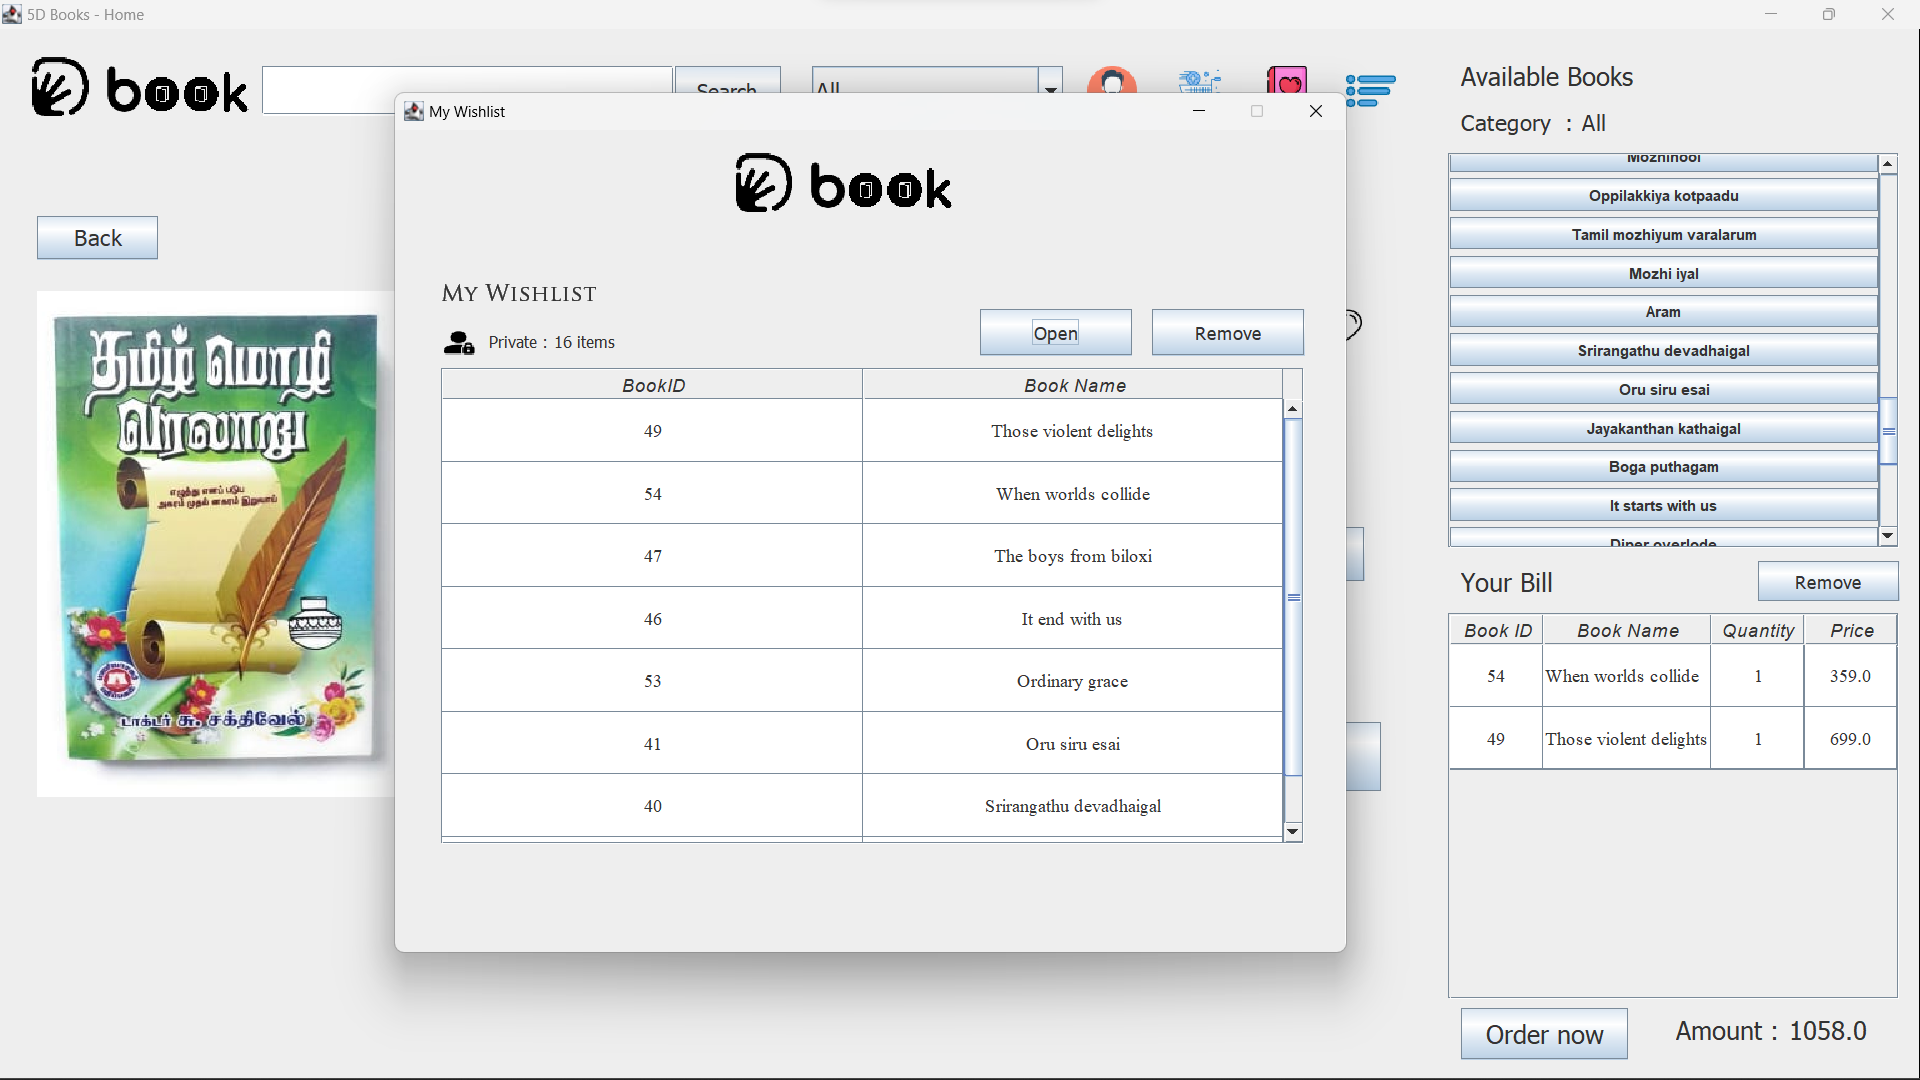 5D Books - Home
book
Search
All
Back
தமிழ் மொழி
வரலாறு
டாக்டர் சு. சக்திவேல்
My Wishlist
book
My Wishlist
Private : 16 items
Open
Remove
BookID Book Name
49 Those violent delights
54 When worlds collide
47 The boys from biloxi
46 It end with us
53 Ordinary grace
41 Oru siru esai
40 Srirangathu devadhaigal
Available Books
Category : All
Mozhinool
Oppilakkiya kotpaadu
Tamil mozhiyum varalarum
Mozhi iyal
Aram
Srirangathu devadhaigal
Oru siru esai
Jayakanthan kathaigal
Boga puthagam
It starts with us
Diper overlode
Your Bill
Remove
Book ID Book Name Quantity Price
54 When worlds collide 1 359.0
49 Those violent delights 1 699.0
Order now
Amount : 1058.0